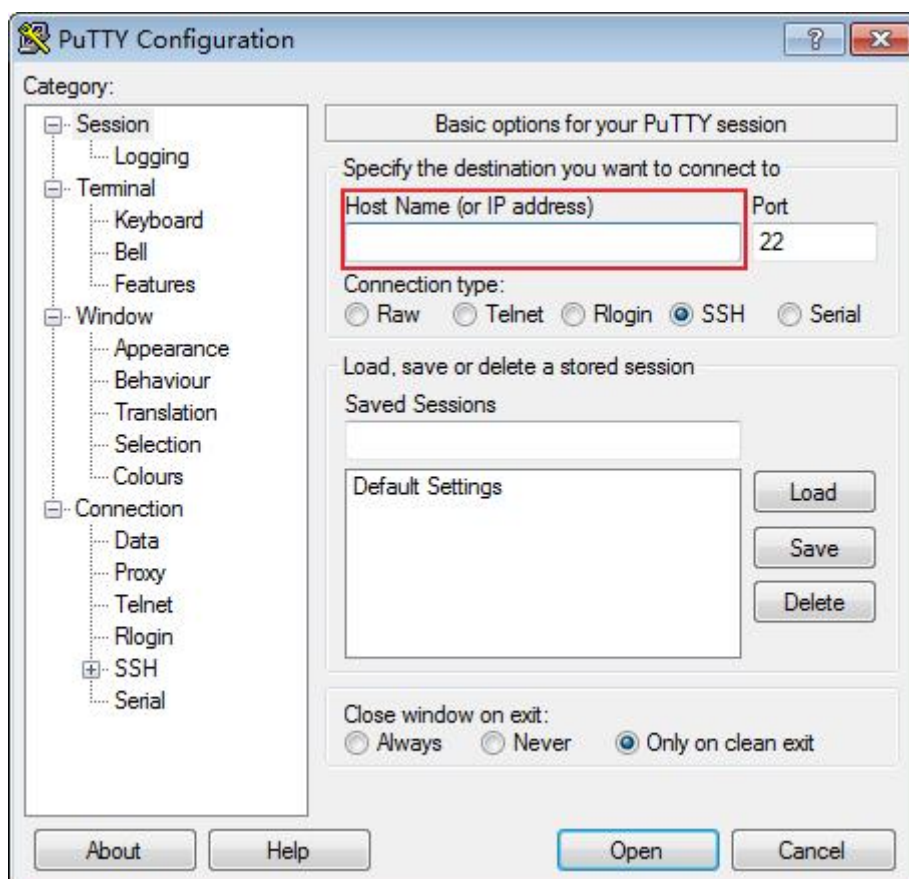 PuTTY Configuration
Category:
Session
Logging
Terminal
Keyboard
Bell
Features
Window
Appearance
Behaviour
Translation
Selection
Colours
Connection
Data
Proxy
Telnet
Rlogin
SSH
Serial
Basic options for your PuTTY session
Specify the destination you want to connect to
Host Name (or IP address) Port
22
Connection type:
Raw Telnet Rlogin SSH Serial
Load, save or delete a stored session
Saved Sessions
Default Settings
Load
Save
Delete
Close window on exit:
Always Never Only on clean exit
About Help Open Cancel